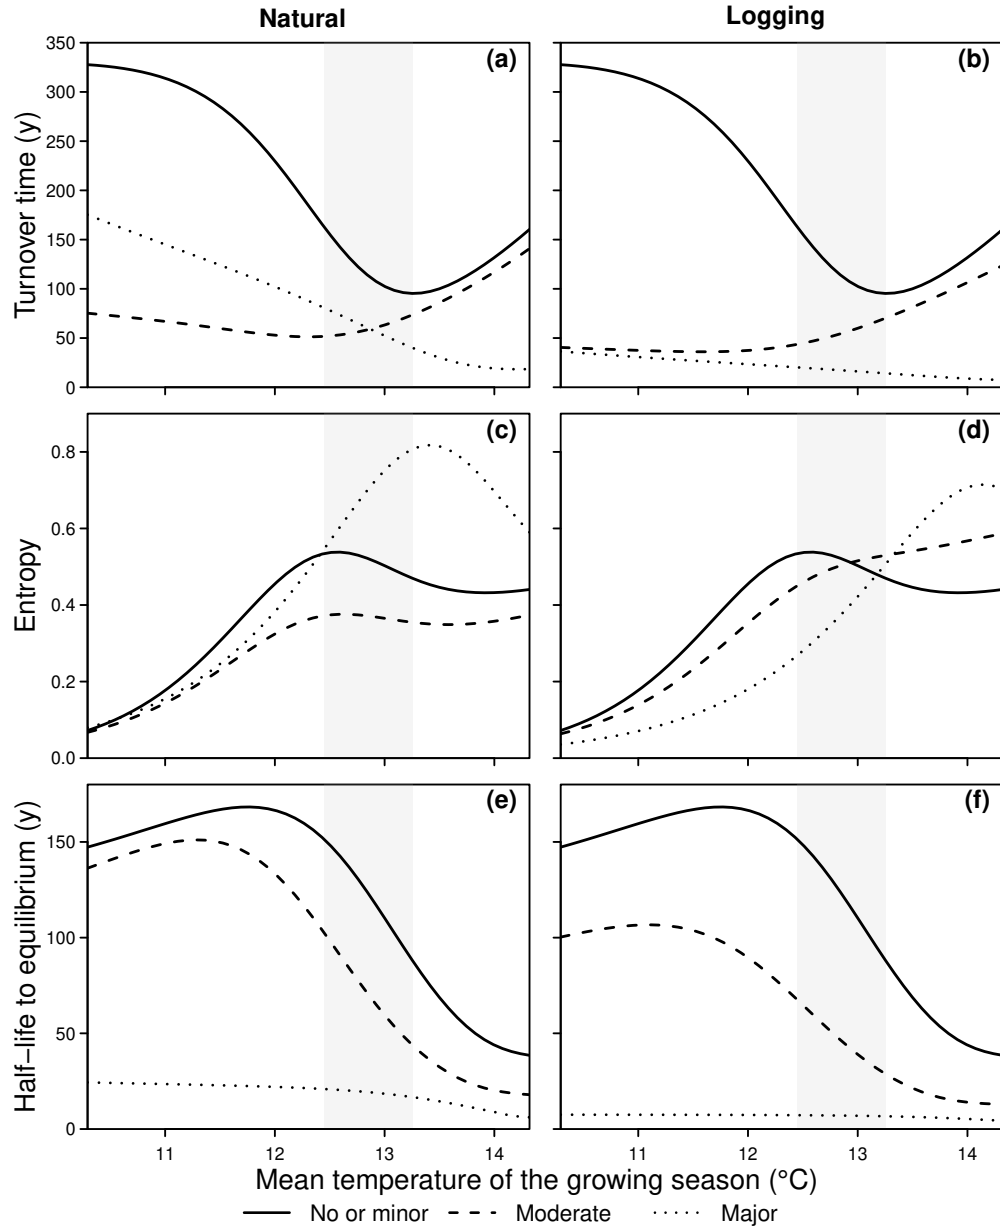 Natural Logging
(a) (b)
Turnover time (y)
350
300
250
200
150
100
50
0
(c) (d)
Entropy
0.8
0.6
0.4
0.2
0.0
(e) (f)
Half−life to equilibrium (y)
150
100
50
0
11 12 13 14 11 12 13 14
Mean temperature of the growing season (°C)
No or minor Moderate Major